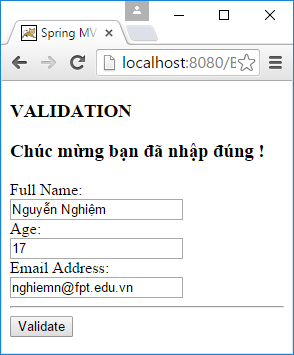 Spring MV
localhost:8080/E
VALIDATION
Chúc mừng bạn đã nhập đúng !
Full Name:
Nguyễn Nghiệm
Age:
17
Email Address:
nghiemn@fpt.edu.vn
Validate